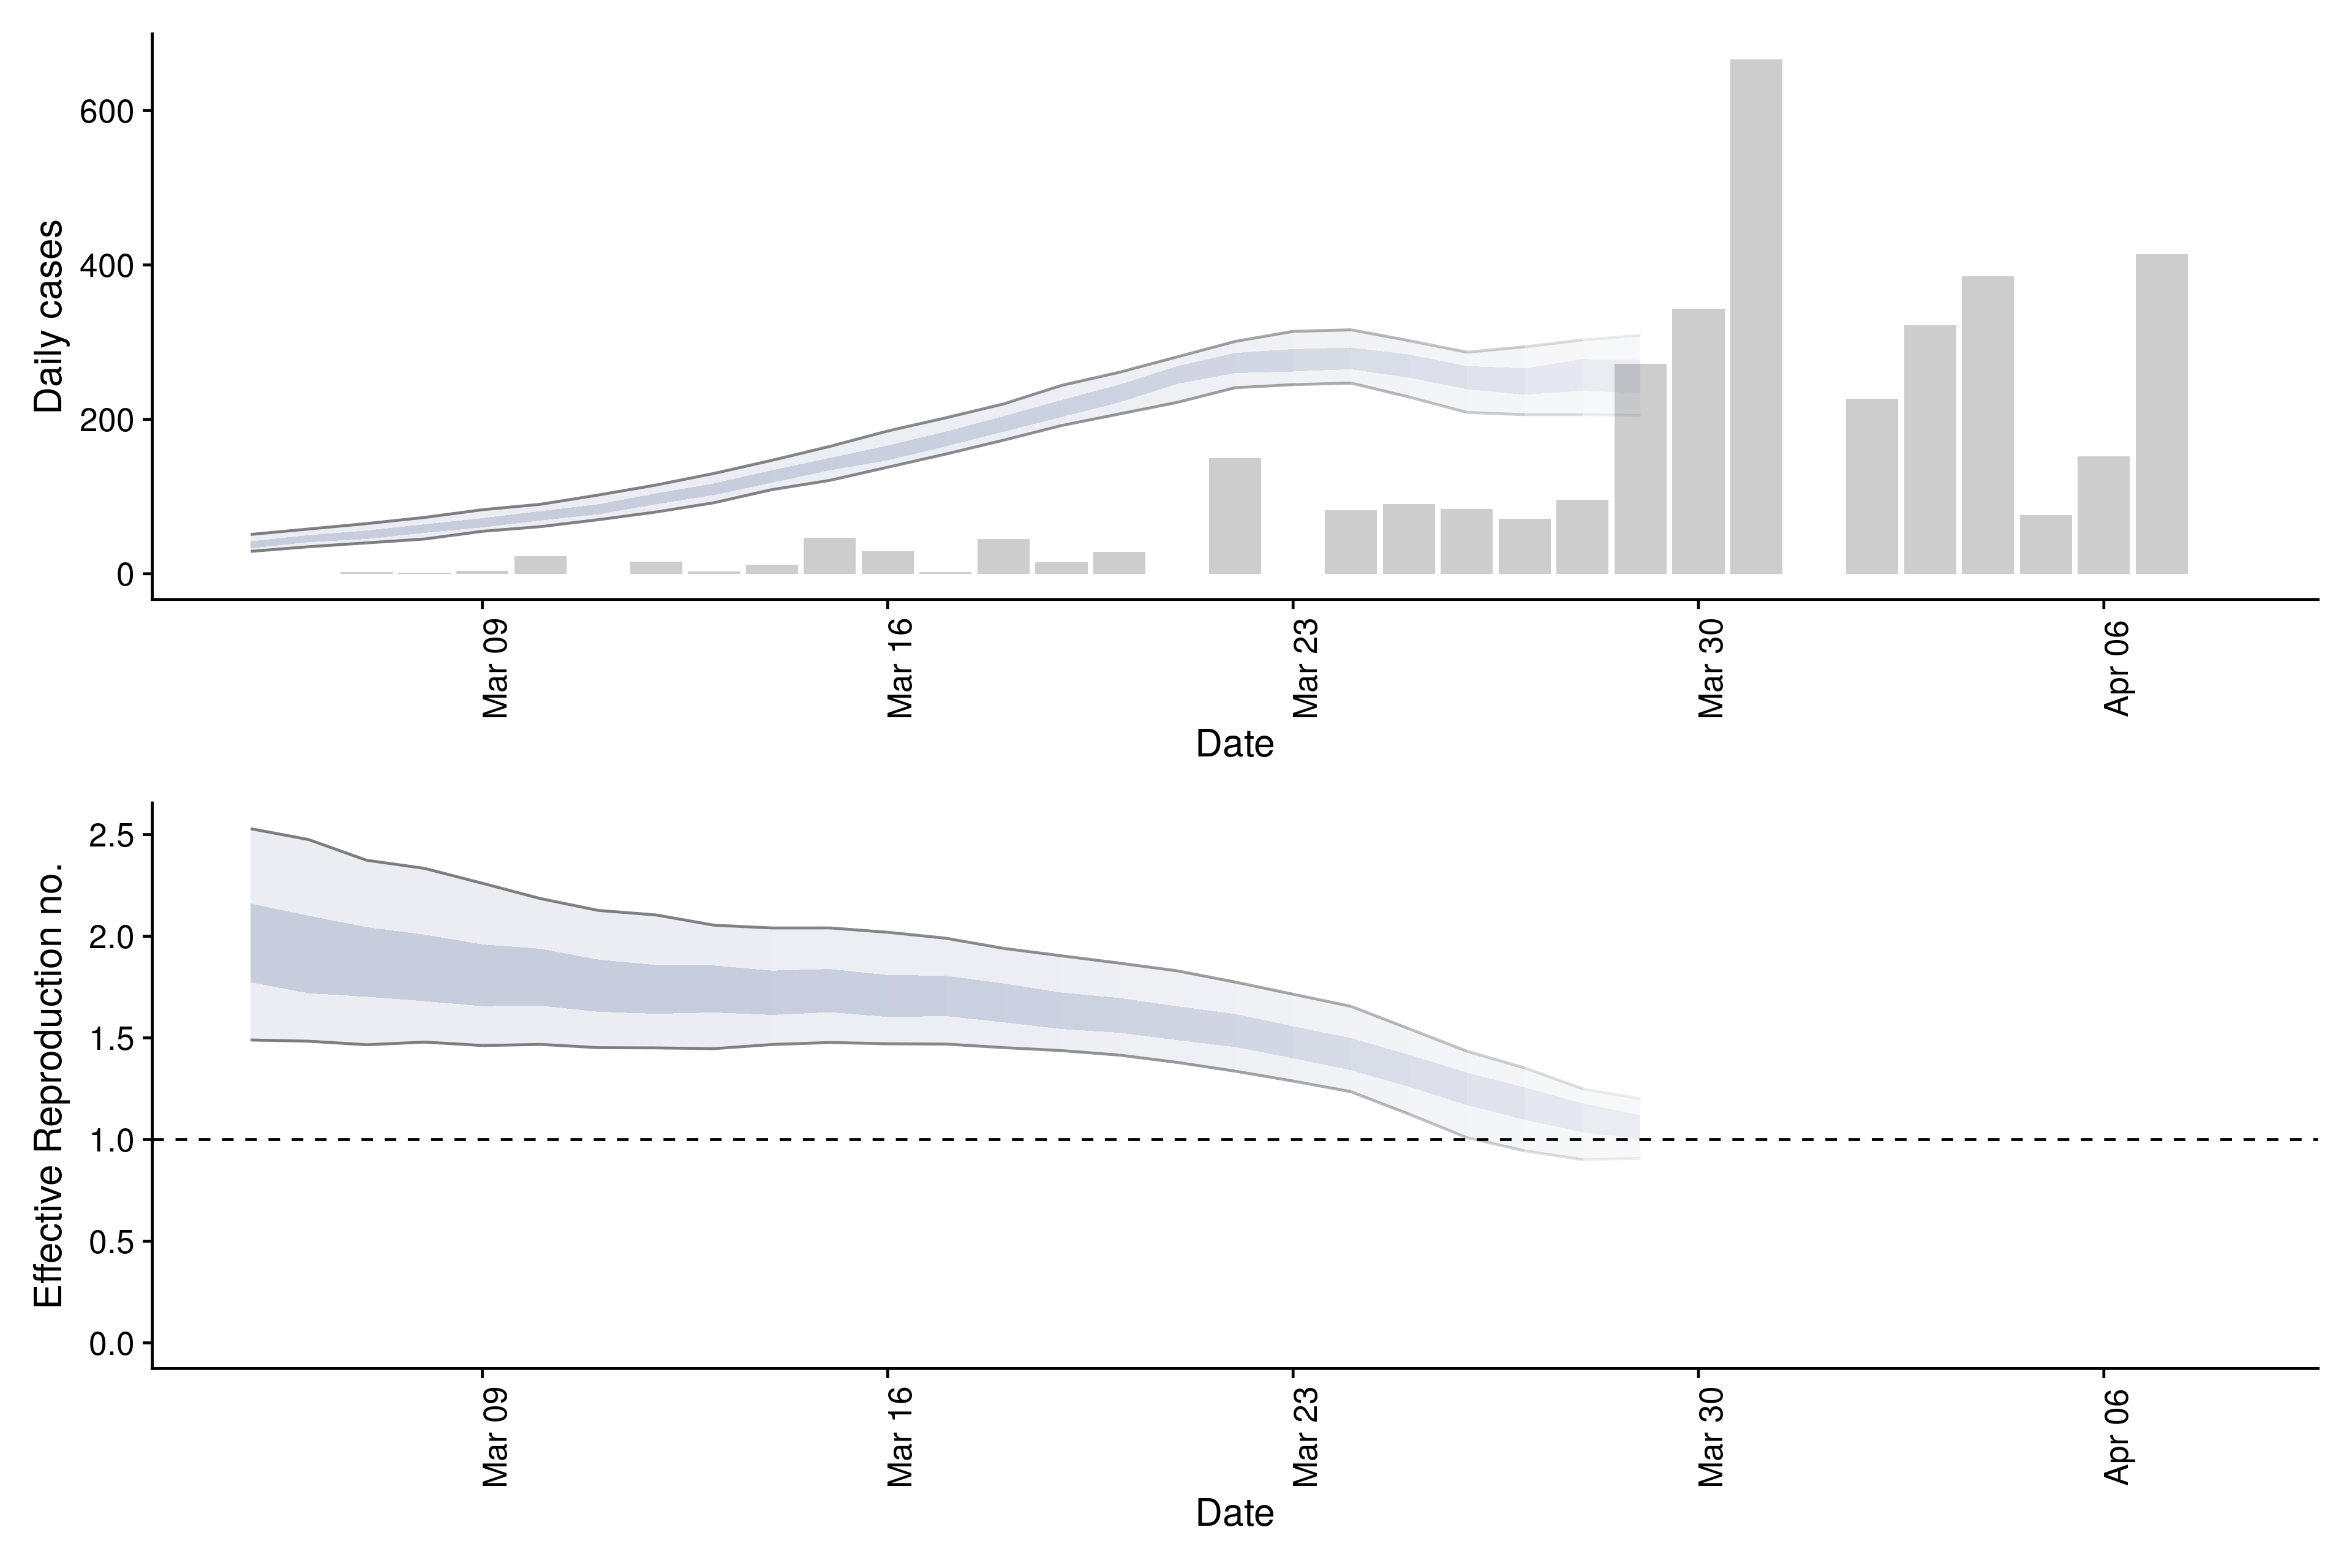 Daily cases
600
400
200
0
Mar 09
Mar 16
Mar 23
Mar 30
Apr 06
Date
Effective Reproduction no.
2.5
2.0
1.5
1.0
0.5
0.0
Mar 09
Mar 16
Mar 23
Mar 30
Apr 06
Date